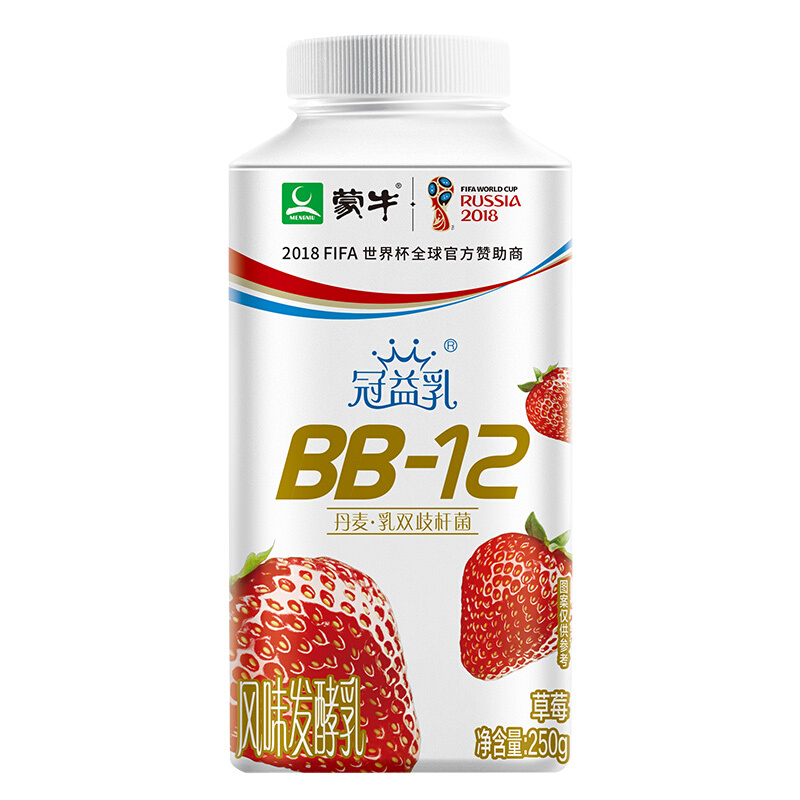 MENGNIU 蒙牛® FIFA WORLD CUP
RUSSIA
2018
2018 FIFA 世界杯全球官方赞助商
冠益乳®
BB-12
丹麦·乳双歧杆菌
图案仅供参考
草莓
风味发酵乳
净含量:250g